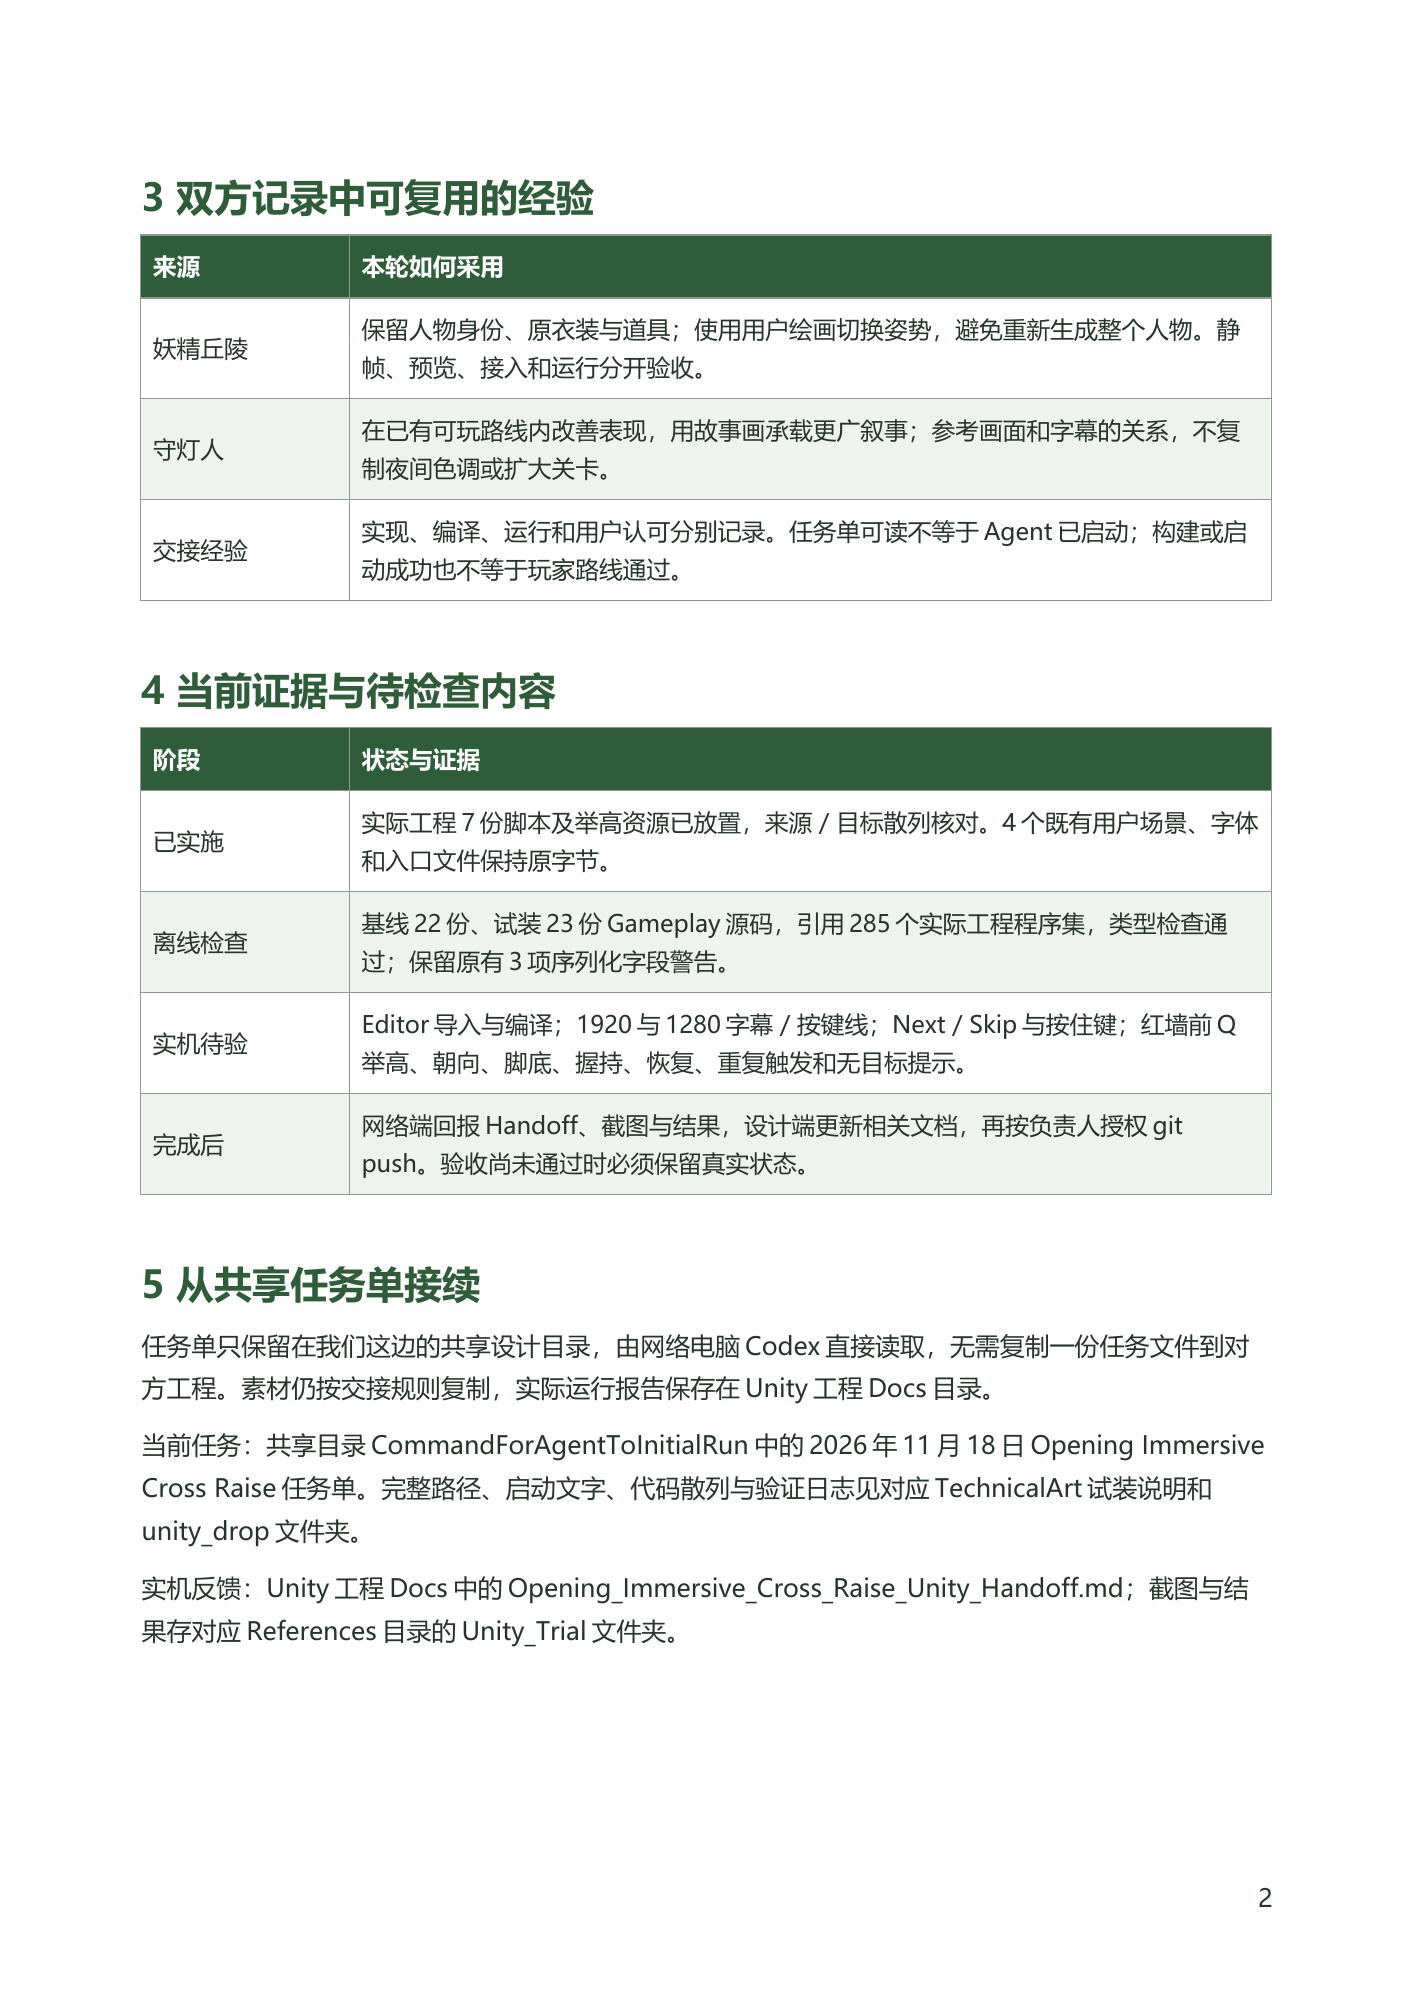 3 双方记录中可复用的经验
来源
本轮如何采用
妖精丘陵
保留人物身份、原衣装与道具；使用用户绘画切换姿势，避免重新生成整个人物。静
帧、预览、接入和运行分开验收。
守灯人
在已有可玩路线内改善表现，用故事画承载更广叙事；参考画面和字幕的关系，不复
制夜间色调或扩大关卡。
交接经验
实现、编译、运行和用户认可分别记录。任务单可读不等于 Agent 已启动；构建或启
动成功也不等于玩家路线通过。
4 当前证据与待检查内容
阶段
状态与证据
已实施
实际工程 7 份脚本及举高资源已放置，来源 / 目标散列核对。4 个既有用户场景、字体
和入口文件保持原字节。
离线检查
基线 22 份、试装 23 份 Gameplay 源码，引用 285 个实际工程程序集，类型检查通
过；保留原有 3 项序列化字段警告。
实机待验
Editor 导入与编译；1920 与 1280 字幕 / 按键线；Next / Skip 与按住键；红墙前 Q
举高、朝向、脚底、握持、恢复、重复触发和无目标提示。
完成后
网络端回报 Handoff、截图与结果，设计端更新相关文档，再按负责人授权 git
push。验收尚未通过时必须保留真实状态。
5 从共享任务单接续
任务单只保留在我们这边的共享设计目录，由网络电脑 Codex 直接读取，无需复制一份任务文件到对
方工程。素材仍按交接规则复制，实际运行报告保存在 Unity 工程 Docs 目录。
当前任务：共享目录 CommandForAgentToInitialRun 中的 2026 年 11 月 18 日 Opening Immersive
Cross Raise 任务单。完整路径、启动文字、代码散列与验证日志见对应 TechnicalArt 试装说明和
unity_drop 文件夹。
实机反馈：Unity 工程 Docs 中的 Opening_Immersive_Cross_Raise_Unity_Handoff.md；截图与结
果存对应 References 目录的 Unity_Trial 文件夹。
2